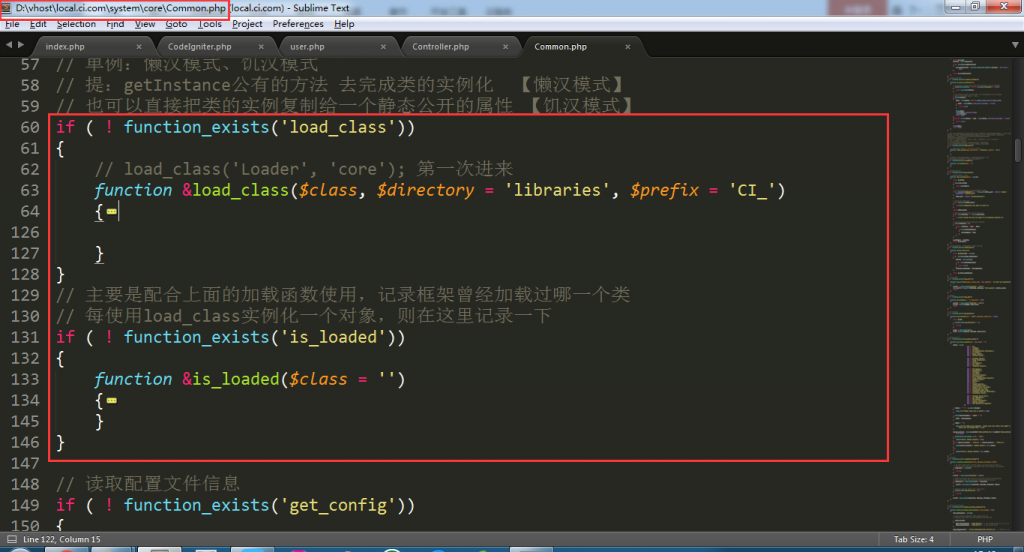 D:\vhost\local.ci.com\system\core\Common.php (local.ci.com) - Sublime Text
File Edit Selection Find View Goto Tools Project Preferences Help
index.php × CodeIgniter.php × user.php × Controller.php × Common.php ×
57 // 单例：懒汉模式、饥汉模式
58 // 提：getInstance公有的方法 去完成类的实例化 【懒汉模式】
59 // 也可以直接把类的实例复制给一个静态公开的属性 【饥汉模式】
60 if ( ! function_exists('load_class'))
61 {
62 // load_class('Loader', 'core'); 第一次进来
63 function &load_class($class, $directory = 'libraries', $prefix = 'CI_')
64 {
126
127 }
128 }
129 // 主要是配合上面的加载函数使用，记录框架曾经加载过哪一个类
130 // 每使用load_class实例化一个对象，则在这里记录一下
131 if ( ! function_exists('is_loaded'))
132 {
133 function &is_loaded($class = '')
134 {
145 }
146 }
147
148 // 读取配置文件信息
149 if ( ! function_exists('get_config'))
150 {
Line 122, Column 15 Tab Size: 4 PHP